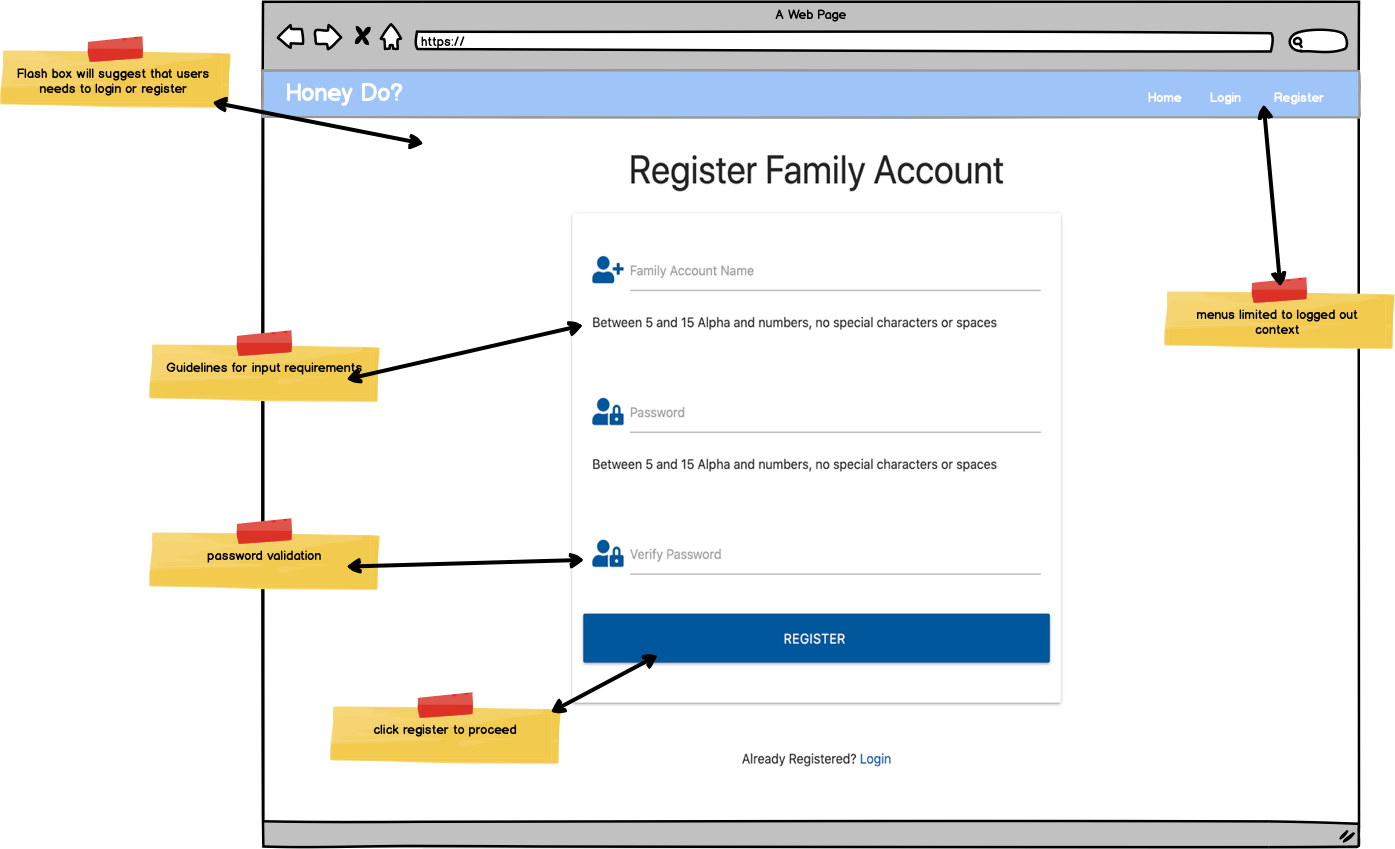 A Web Page
https://
Flash box will suggest that users
needs to login or register
Honey Do?
Home Login Register
Register Family Account
Family Account Name
menus limited to logged out
context
Between 5 and 15 Alpha and numbers, no special characters or spaces
Guidelines for input requirements
Password
Between 5 and 15 Alpha and numbers, no special characters or spaces
password validation
Verify Password
REGISTER
click register to proceed
Already Registered? Login